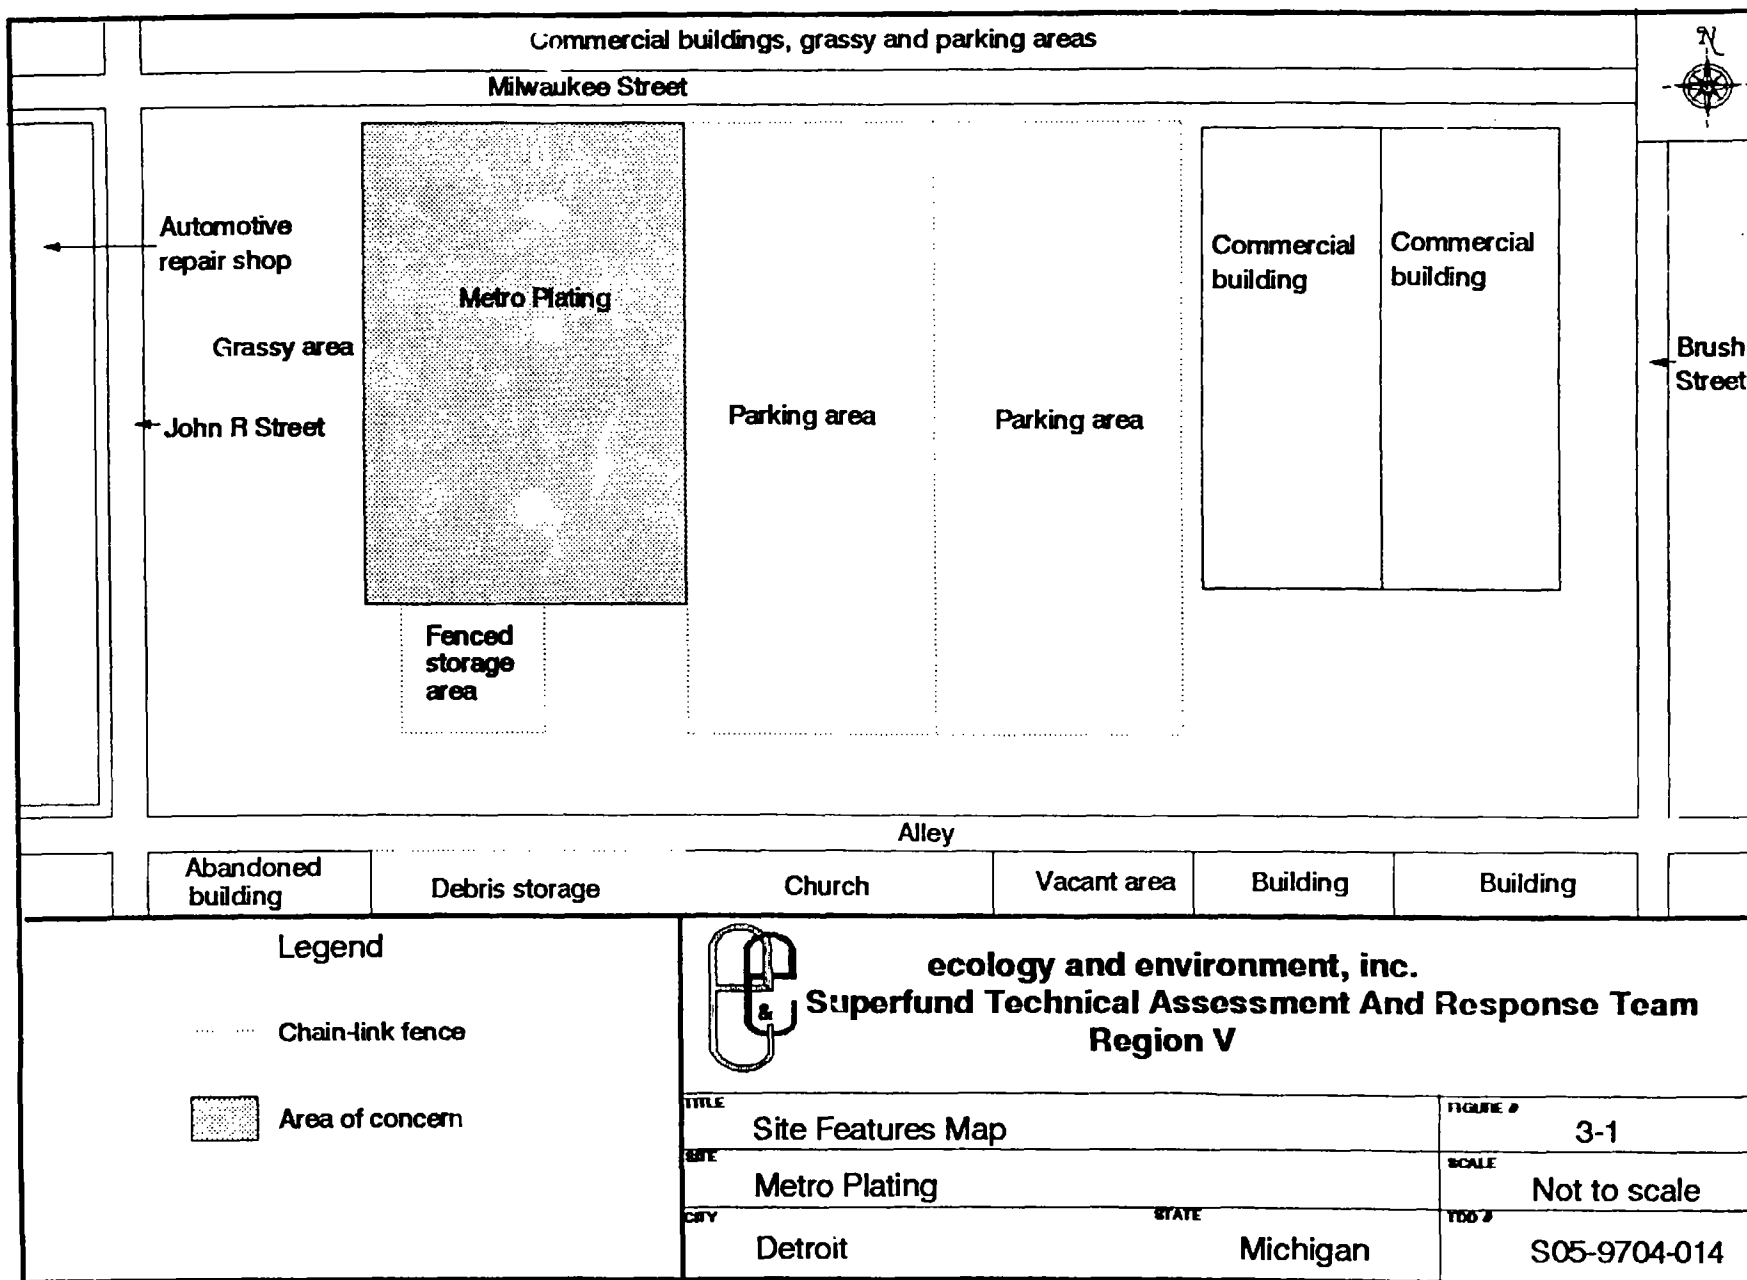 Commercial buildings, grassy and parking areas
N
Milwaukee Street
Automotive
repair shop
Metro Plating
Grassy area
John R Street
Parking area
Parking area
Commercial
building
Commercial
building
Brush
Street
Fenced
storage
area
Alley
Abandoned
building
Debris storage
Church
Vacant area
Building
Building
Legend
Chain-link fence
Area of concern
&
ecology and environment, inc.
Superfund Technical Assessment And Response Team
Region V
TITLE
Site Features Map
FIGURE #
3-1
SITE
Metro Plating
SCALE
Not to scale
CITY
Detroit
STATE
Michigan
TDD #
S05-9704-014